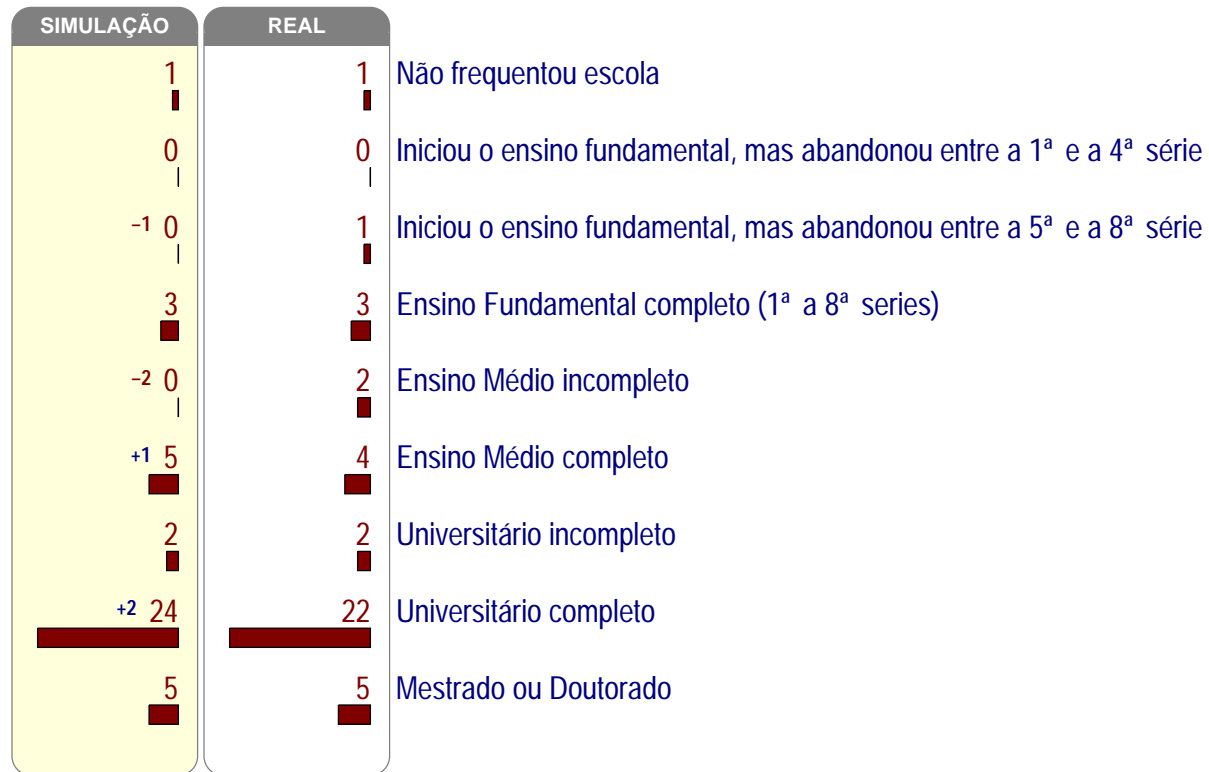 SIMULAÇÃO REAL
1 1 Não frequentou escola
0 0 Iniciou o ensino fundamental, mas abandonou entre a 1ª e a 4ª série
−1 0 1 Iniciou o ensino fundamental, mas abandonou entre a 5ª e a 8ª série
3 3 Ensino Fundamental completo (1ª a 8ª series)
−2 0 2 Ensino Médio incompleto
+1 5 4 Ensino Médio completo
2 2 Universitário incompleto
+2 24 22 Universitário completo
5 5 Mestrado ou Doutorado